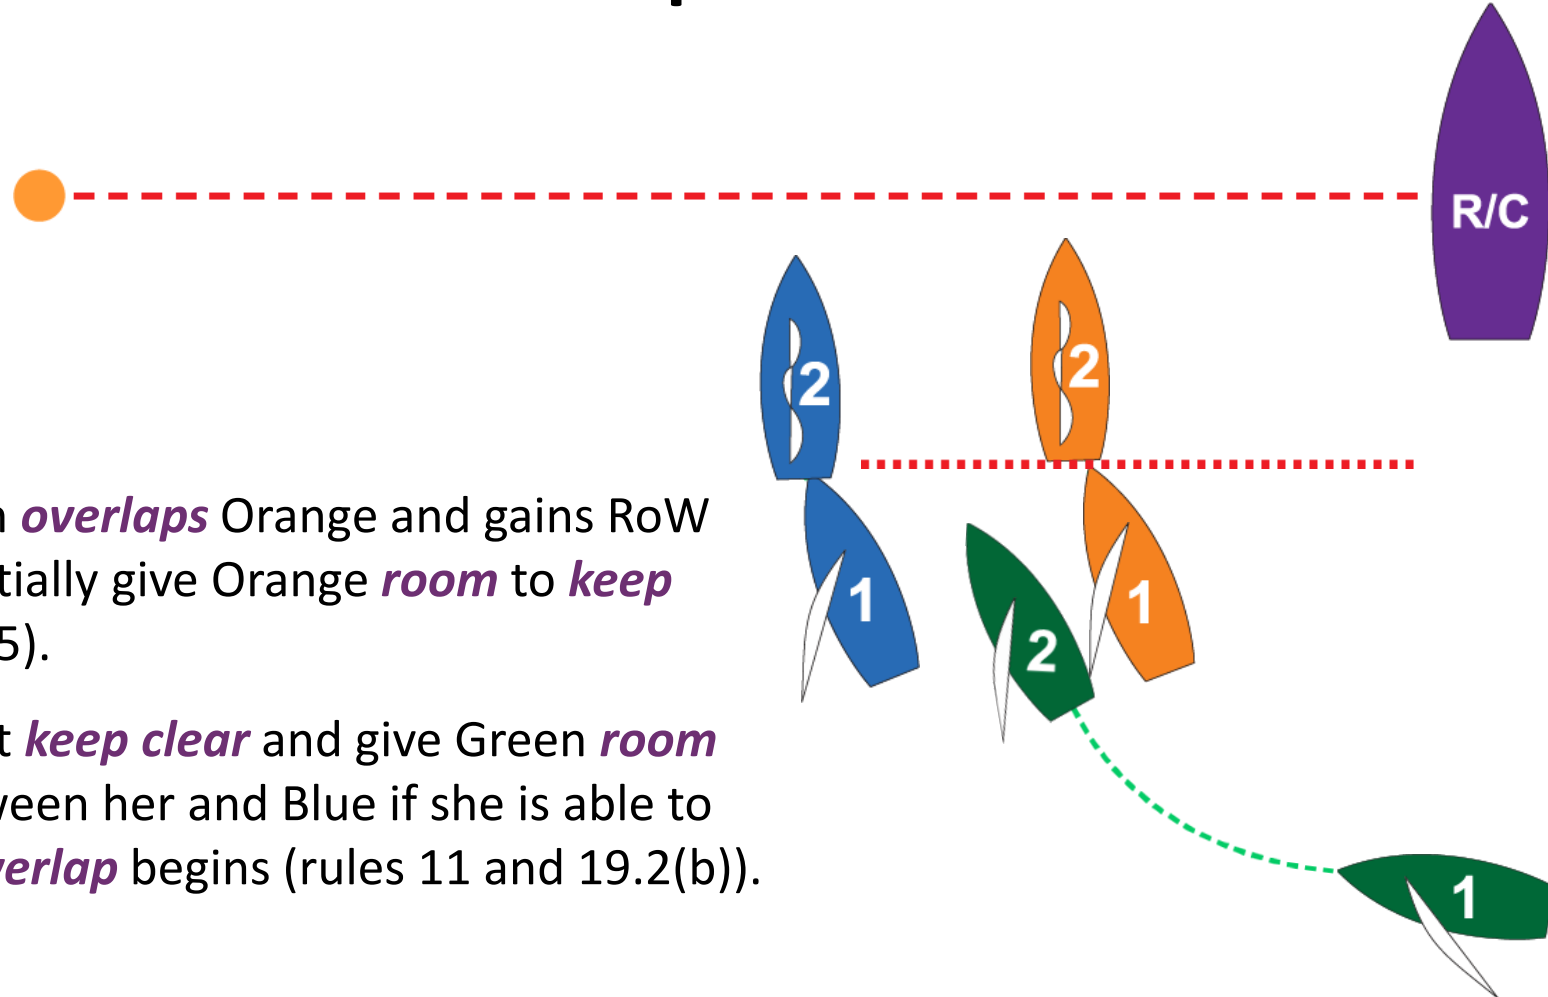 R/C
2
2
overlaps Orange and gains RoW
tially give Orange room to keep
5).
1
1
2
t keep clear and give Green room
ween her and Blue if she is able to
verlap begins (rules 11 and 19.2(b)).
1